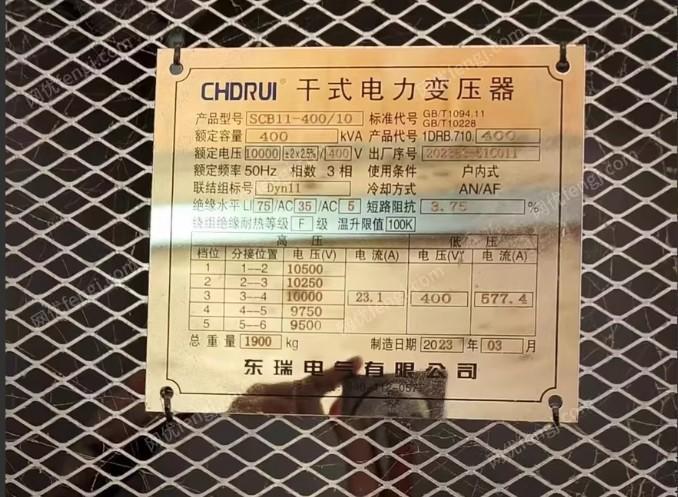 CHDRUI 干式电力变压器
产品型号 SCB11-400/10 标准代号 GB/T1094.11 GB/T10228
额定容量 400 kVA 产品代号 1DRB.710. 400
额定电压 10000 ±2x2.5% / 400 V 出厂序号
额定频率 50Hz 相数 3 相 使用条件 户内式
联结组标号 Dyn11 冷却方式 AN/AF
绝缘水平 LI 75 /AC 35 /AC 5 短路阻抗 3.75 %
绕组绝缘耐热等级 F 级 温升限值 100K
高压 低压
档位 分接位置 电压(V) 电流(A) 电压(V) 电流(A)
1 1—2 10500
2 2—3 10250
3 3—4 10000 23.1 400 577.4
4 4—5 9750
5 5—6 9500
总重量 1900 kg 制造日期 2023 年 03 月
东瑞电气有限公司